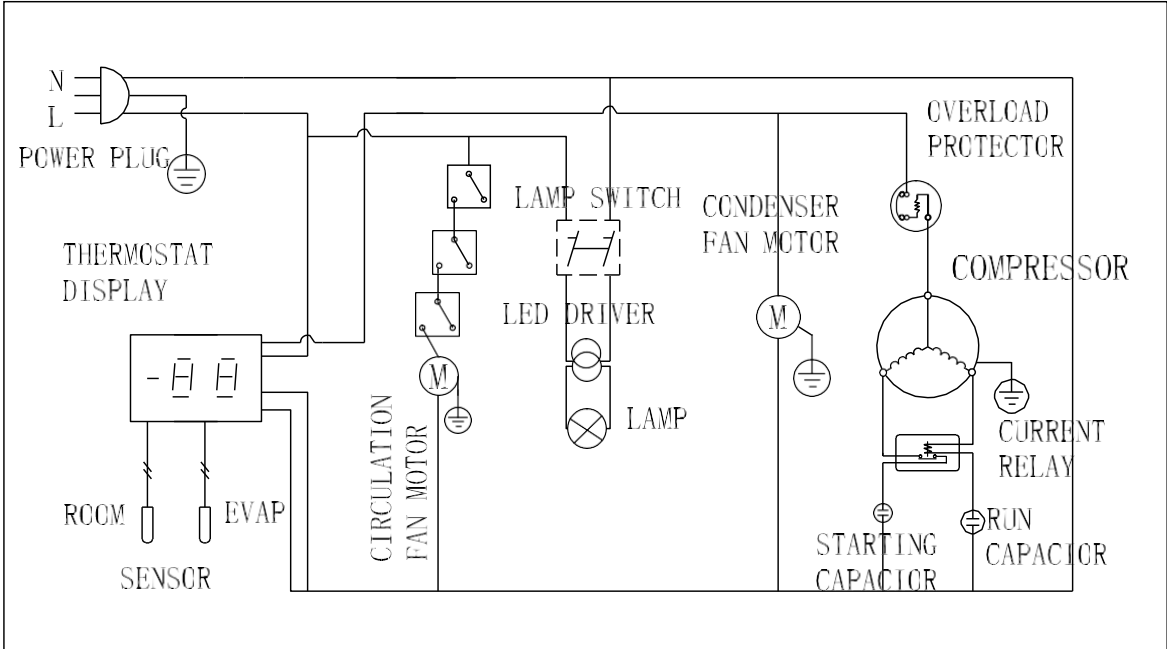 N
L
POWER PLUG
OVERLOAD
PROTECTOR
LAMP SWITCH
CONDENSER
FAN MOTOR
THERMOSTAT
DISPLAY
COMPRESSOR
LED DRIVER
M
M
-88
LAMP
CIRCULATION
FAN MOTOR
CURRENT
RELAY
ROOM
EVAP
SENSOR
STARTING
CAPACIOR
RUN
CAPACIOR